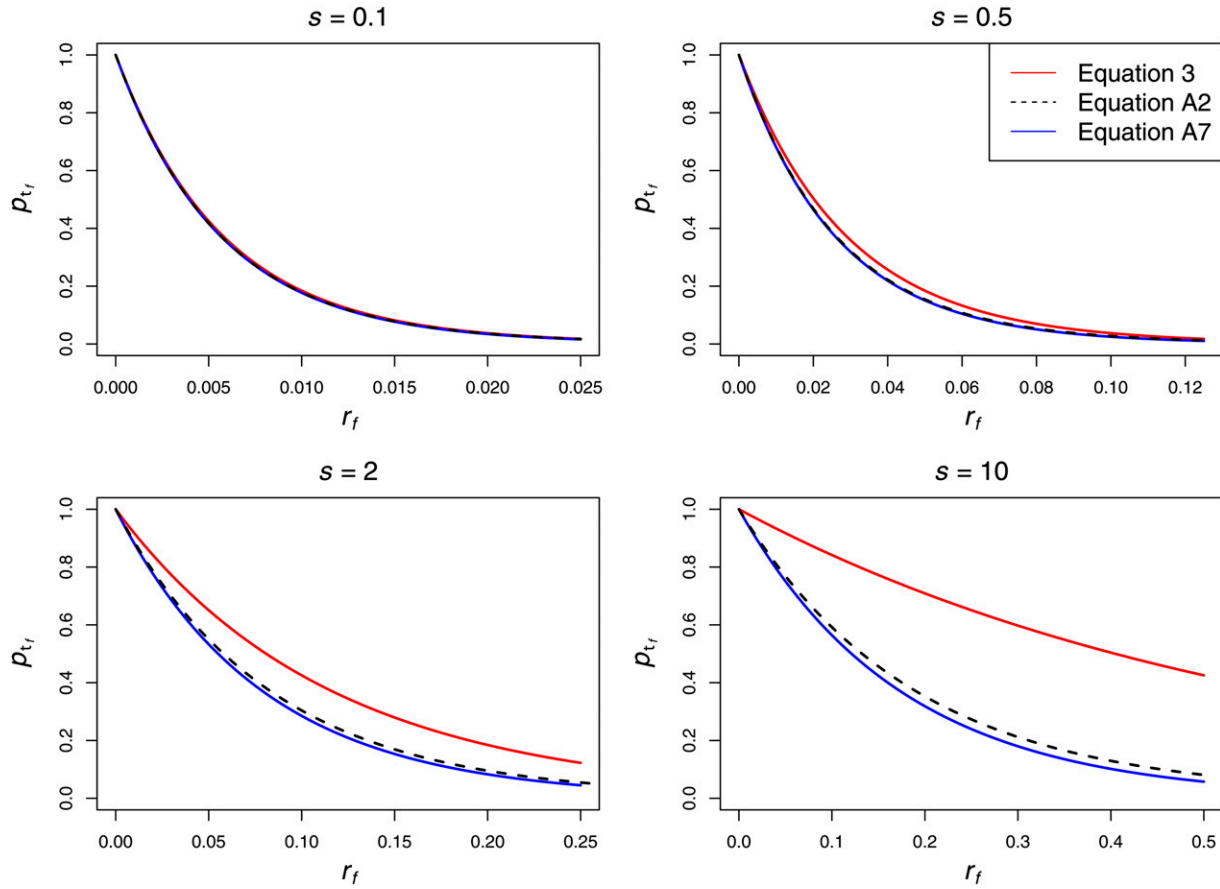 s = 0.1
1.0
0.8
0.6
0.4
0.2
0.0
p_{t_f}
0.000 0.005 0.010 0.015 0.020 0.025
r_f
s = 0.5
Equation 3
Equation A2
Equation A7
1.0
0.8
0.6
0.4
0.2
0.0
p_{t_f}
0.00 0.02 0.04 0.06 0.08 0.10 0.12
r_f
s = 2
1.0
0.8
0.6
0.4
0.2
0.0
p_{t_f}
0.00 0.05 0.10 0.15 0.20 0.25
r_f
s = 10
1.0
0.8
0.6
0.4
0.2
0.0
p_{t_f}
0.0 0.1 0.2 0.3 0.4 0.5
r_f